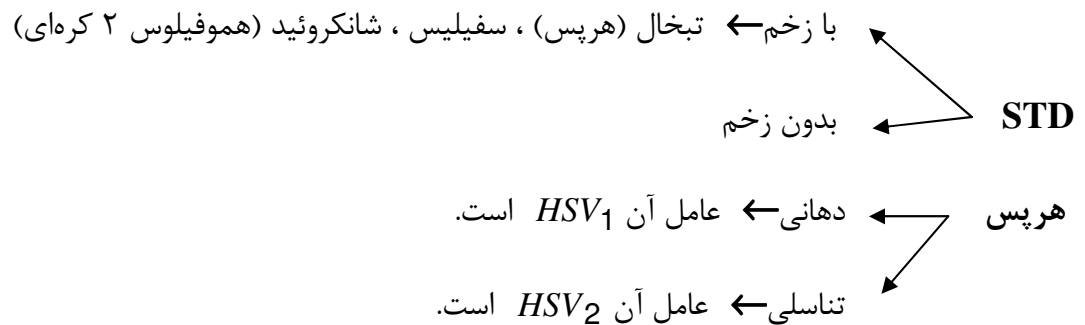 با زخم← تبخال (هرپس) ، سفیلیس ، شانکروئید (هموفیلوس ۲ کره‌ای)
STD
بدون زخم
هرپس دهانی← عامل آن HSV1 است.
تناسلی← عامل آن HSV2 است.